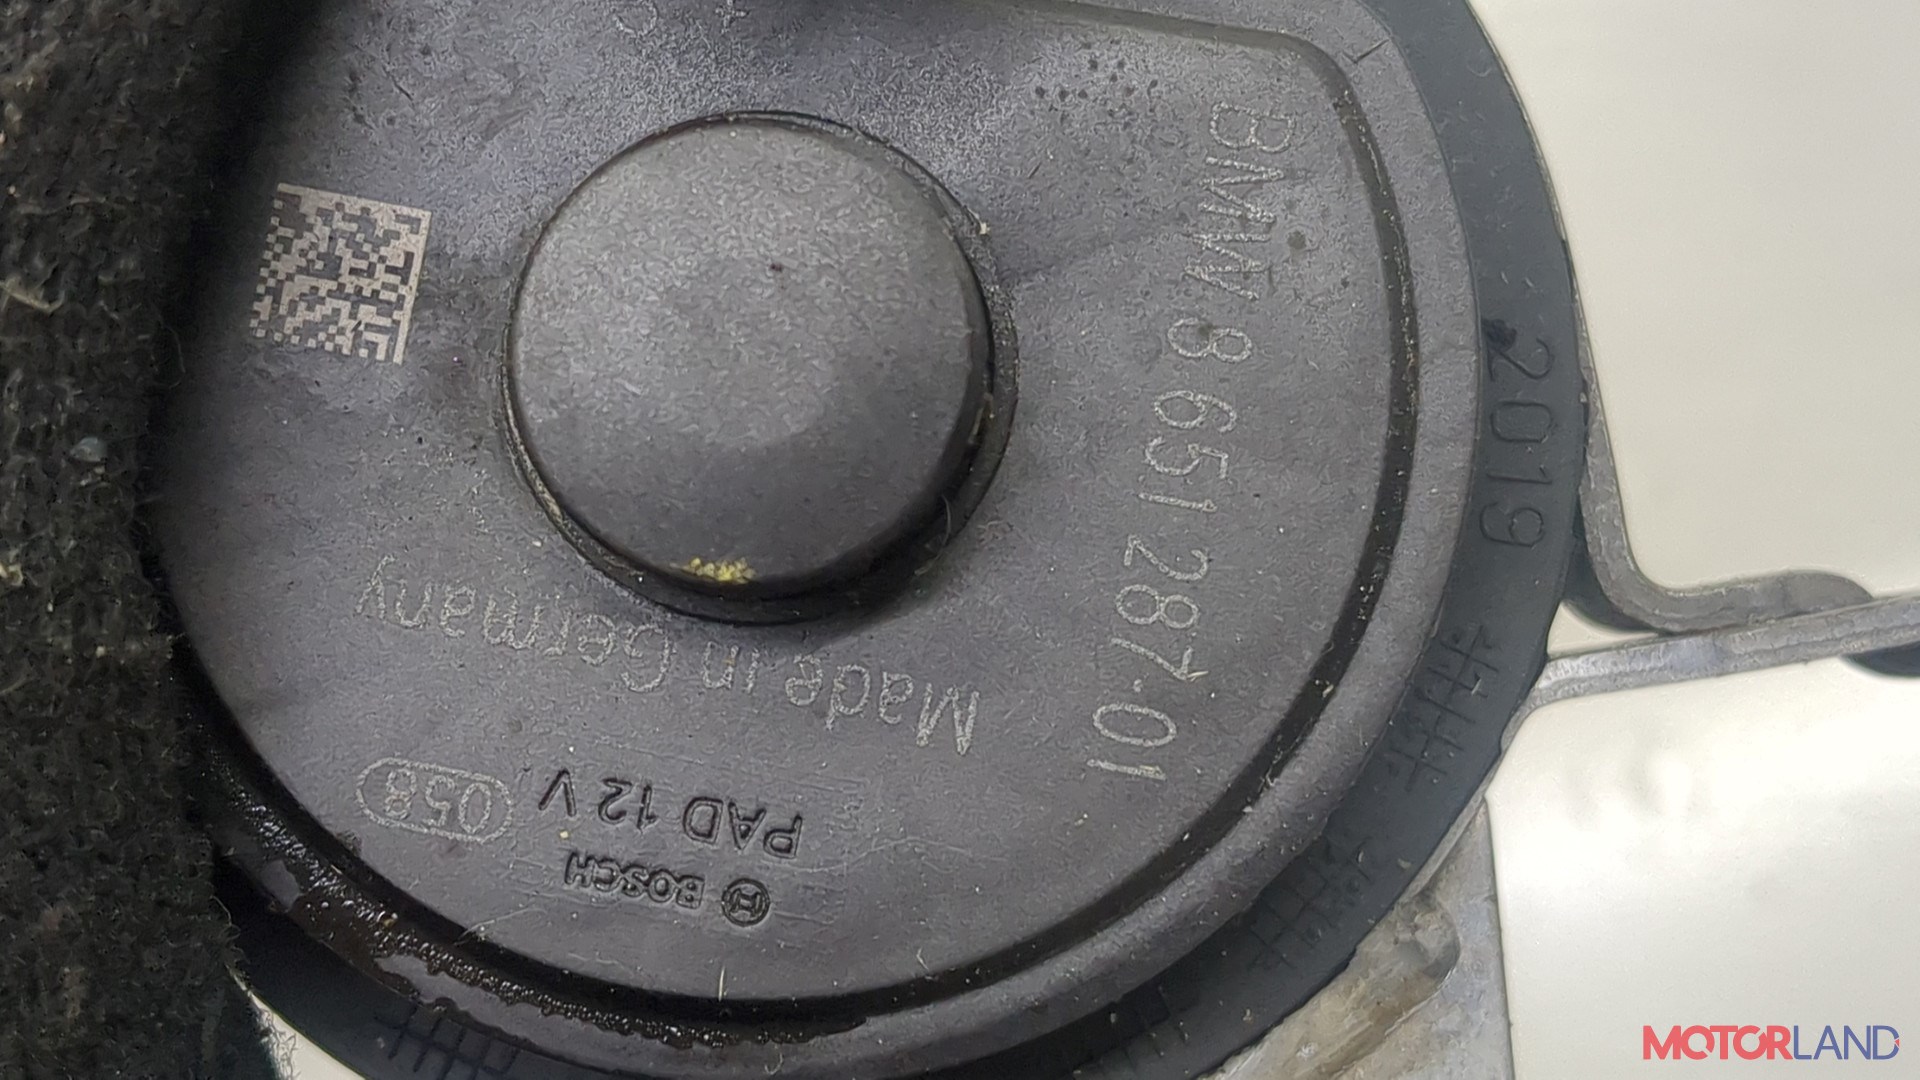 BMW 8 651 287-01
2019
Made in Germany
058
PAD 12 V
BOSCH
MOTORLAND